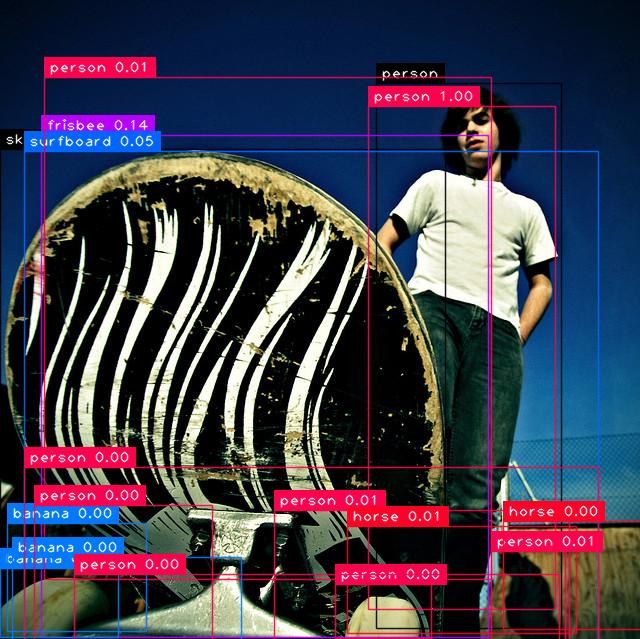 person 0.01
person
person 1.00
frisbee 0.14
sk
surfboard 0.05
person 0.00
person 0.00
person 0.01
banana 0.00
horse 0.01
horse 0.00
banana 0.00
person 0.01
banana
person 0.00
person 0.00